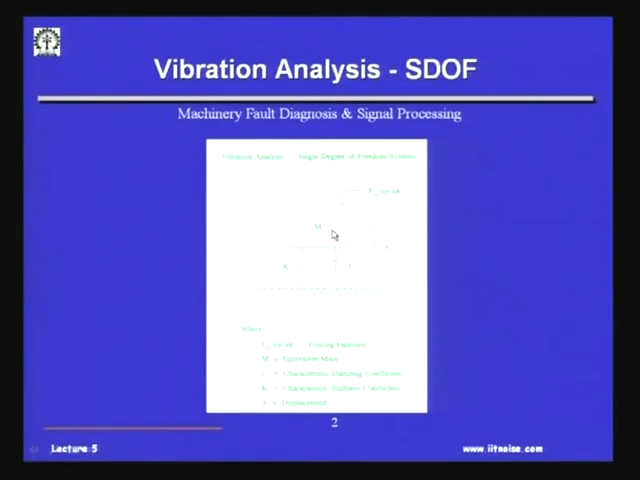 Vibration Analysis - SDOF
Machinery Fault Diagnosis & Signal Processing
Vibration Analysis Single Degree of Freedom Systems
M
K
Where
Forcing Function
M = Equivalent Mass
= Characteristic Damping Coefficient
K = Characteristic Stiffness Coefficient
= Displacement
2
Lecture 5
www.iitnoise.com